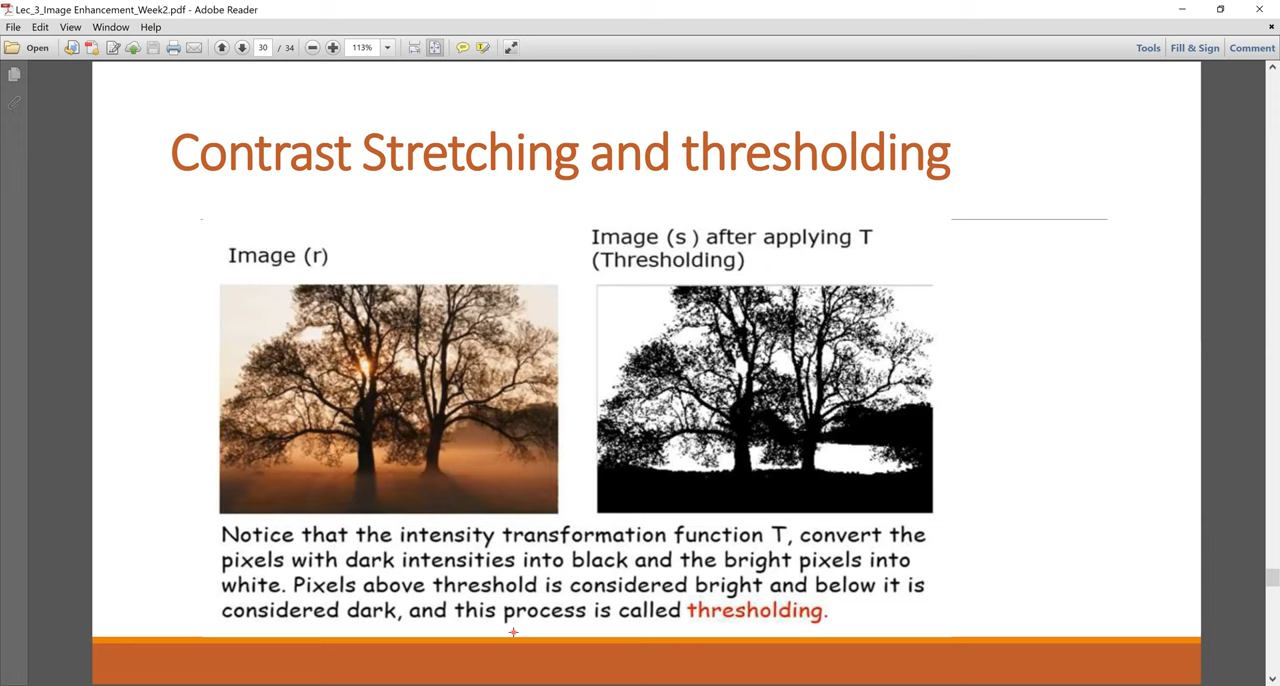 Lec_3_Image Enhancement_Week2.pdf - Adobe Reader
File Edit View Window Help
Open 30 / 34 113% Tools Fill & Sign Comment
Contrast Stretching and thresholding
Image (r)
Image (s ) after applying T
(Thresholding)
Notice that the intensity transformation function T, convert the
pixels with dark intensities into black and the bright pixels into
white. Pixels above threshold is considered bright and below it is
considered dark, and this process is called thresholding.